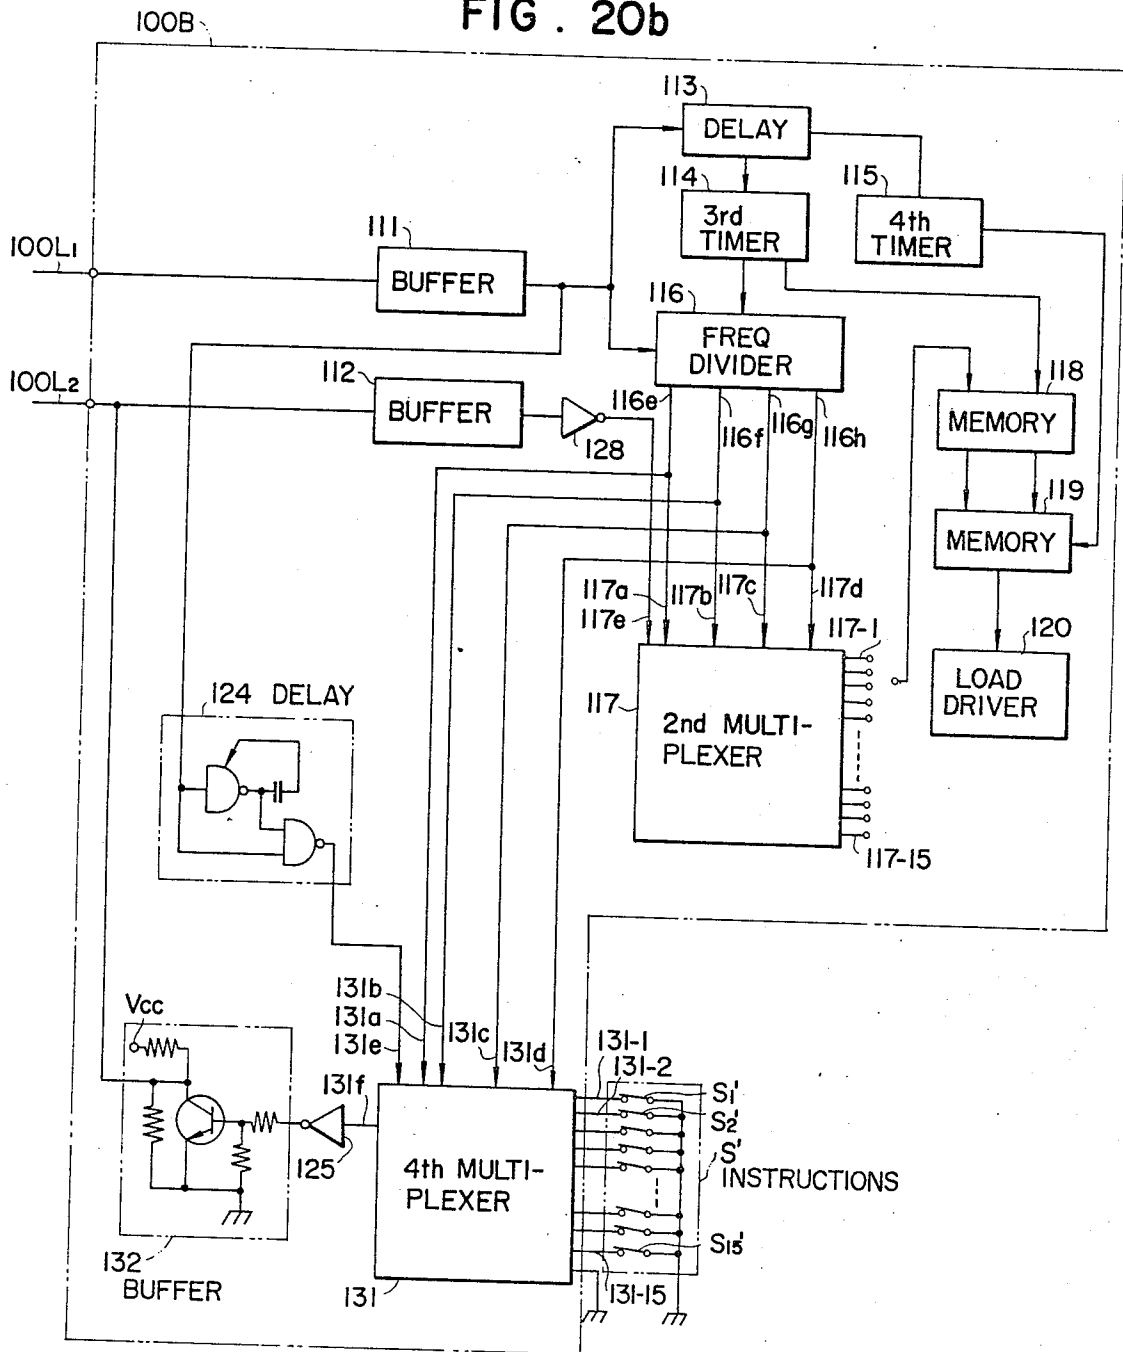 FIG. 20b
100B
113
DELAY
114
3rd
TIMER
115
4th
TIMER
100L1
111
BUFFER
116
FREQ
DIVIDER
100L2
112
BUFFER
128
116e
116f
116g
116h
118
MEMORY
119
MEMORY
117a
117e
117b
117c
117d
117-1
120
LOAD
DRIVER
117
2nd MULTI-
PLEXER
117-15
124 DELAY
Vcc
131b
131a
131e
131c
131d
131-1
131-2
131f
125
S1'
S2'
S'
INSTRUCTIONS
4th MULTI-
PLEXER
S15'
132
BUFFER
131
131-15